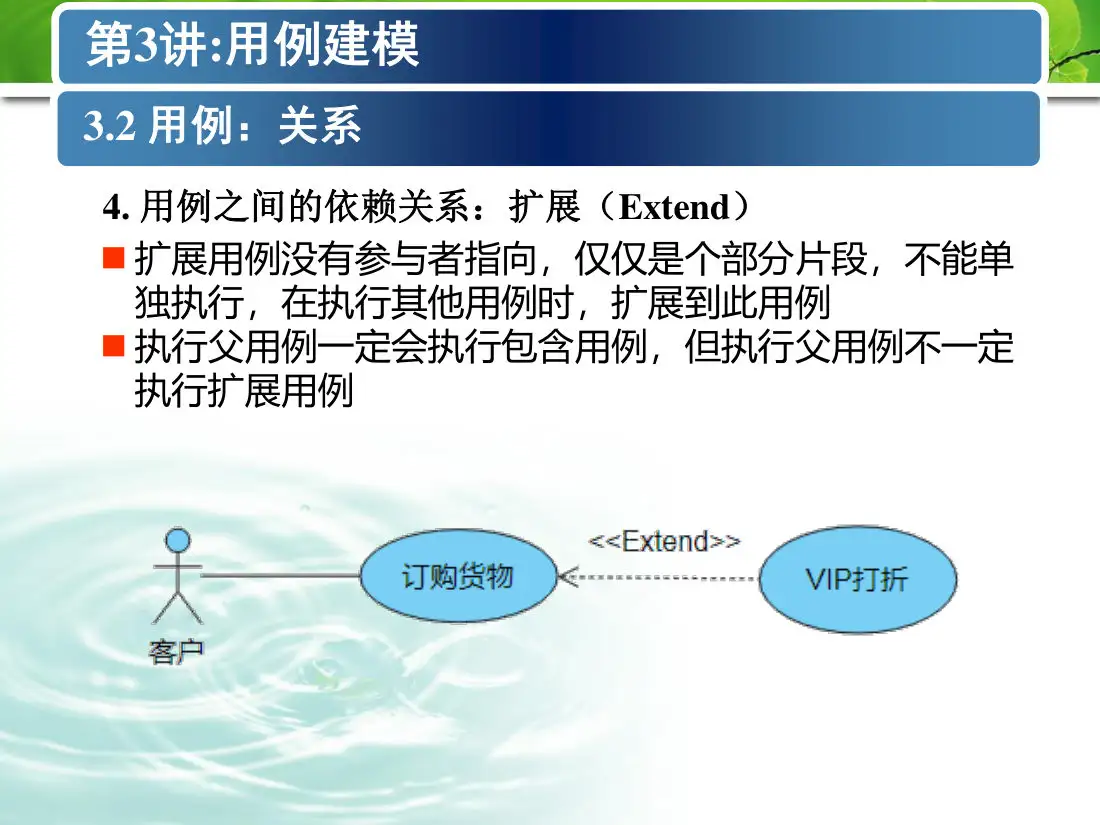 第3讲:用例建模
3.2 用例：关系
4. 用例之间的依赖关系：扩展（Extend）
扩展用例没有参与者指向，仅仅是个部分片段，不能单
独执行，在执行其他用例时，扩展到此用例
执行父用例一定会执行包含用例，但执行父用例不一定
执行扩展用例
<<Extend>>
订购货物
VIP打折
客户